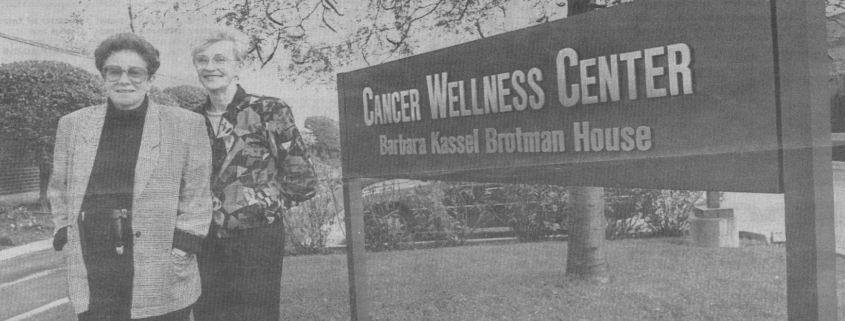 CANCER WELLNESS CENTER
Barbara Kassel Brotman House